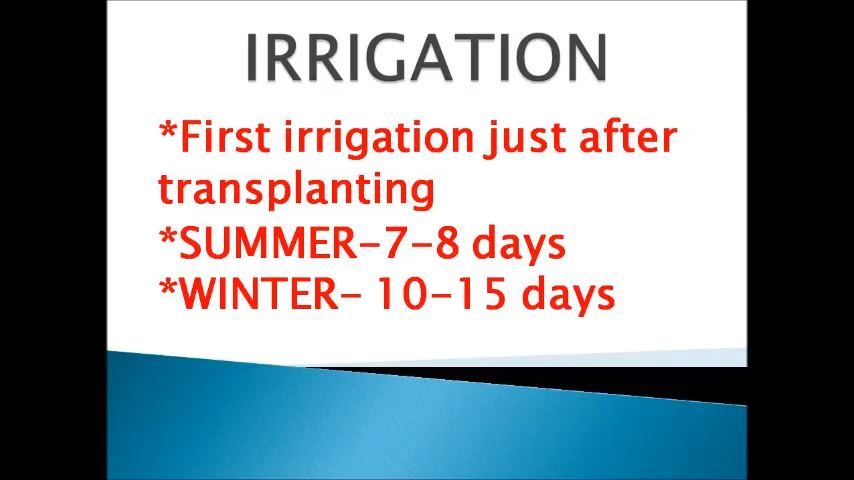 IRRIGATION
*First irrigation just after
transplanting
*SUMMER-7-8 days
*WINTER- 10-15 days